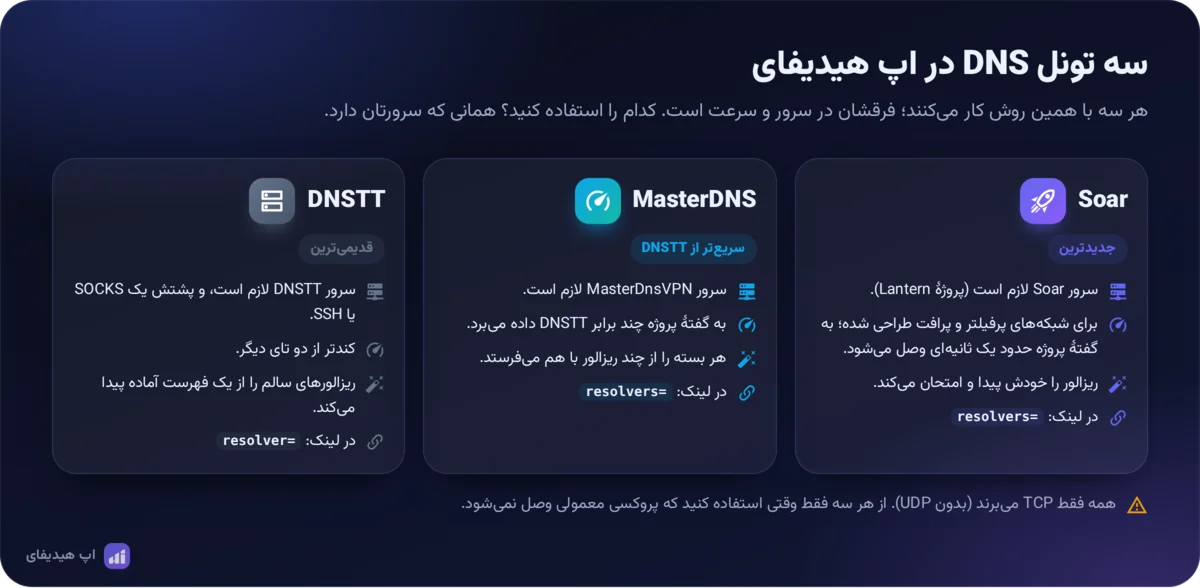 سه تونل DNS در اپ هیدیفای
هر سه با همین روش کار می‌کنند؛ فرقشان در سرور و سرعت است. کدام را استفاده کنید؟ همانی که سرورتان دارد.
Soar
جدیدترین
سرور Soar لازم است (پروژهٔ Lantern).
برای شبکه‌های پرفیلتر و پرافت طراحی شده؛ به
گفتهٔ پروژه حدود یک ثانیه‌ای وصل می‌شود.
ریزالور را خودش پیدا و امتحان می‌کند.
در لینک: resolvers=
MasterDNS
سریع‌تر از DNSTT
سرور MasterDnsVPN لازم است.
به گفتهٔ پروژه چند برابر DNSTT داده می‌برد.
هر بسته را از چند ریزالور با هم می‌فرستد.
در لینک: resolvers=
DNSTT
قدیمی‌ترین
سرور DNSTT لازم است، و پشتش یک SOCKS
یا SSH.
کندتر از دو تای دیگر.
ریزالورهای سالم را از یک فهرست آماده پیدا
می‌کند.
در لینک: resolver=
همه فقط TCP می‌برند (بدون UDP). از هر سه فقط وقتی استفاده کنید که پروکسی معمولی وصل نمی‌شود.
اپ هیدیفای